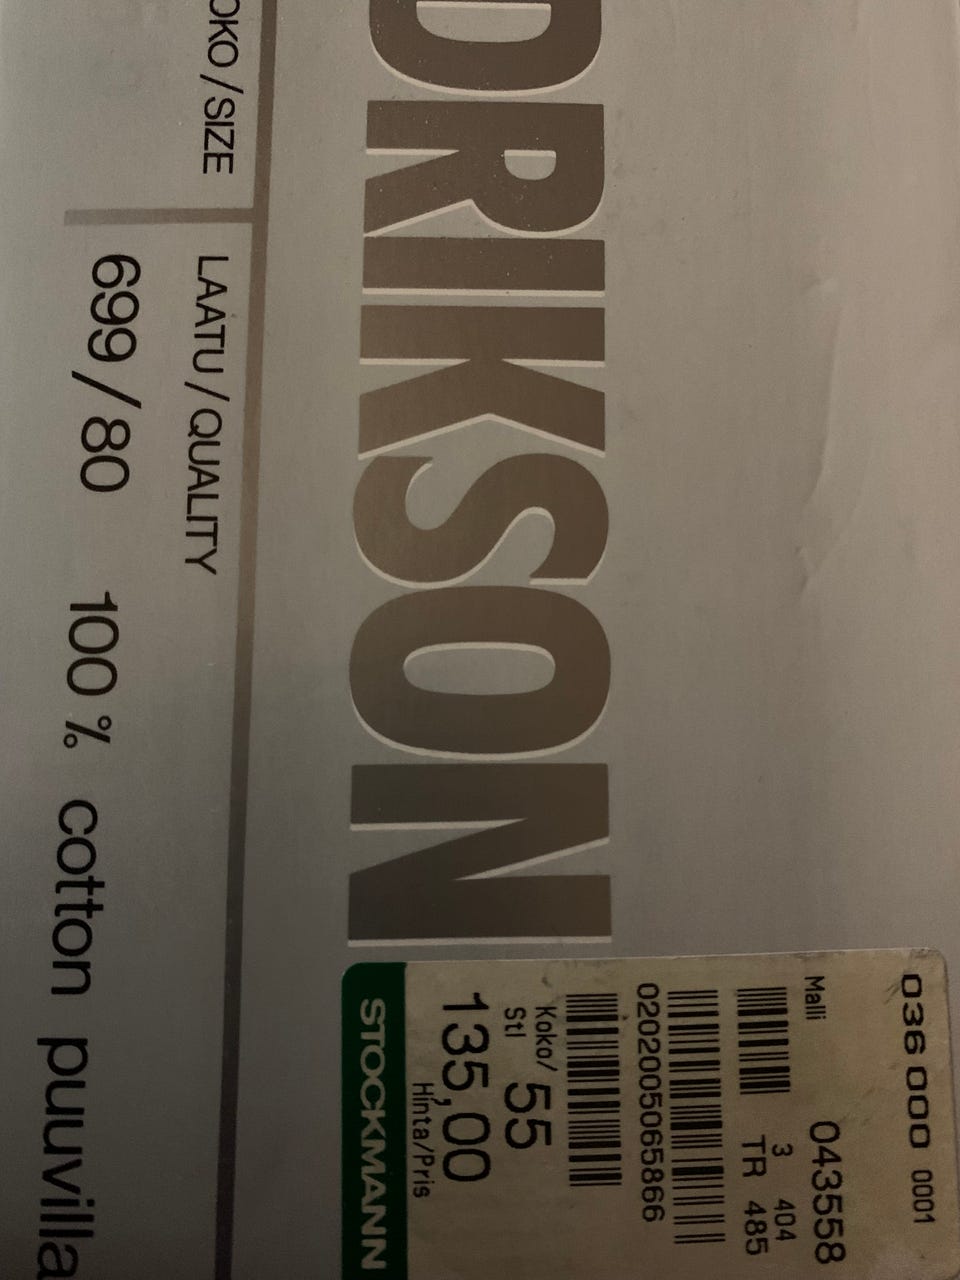 DRIKSON
OKO/SIZE
LAATU/QUALITY
699/80 100 % cotton puuvilla
036 000 0001
Malli 043558
3 404
TR 485
0202005065866
Koko/
Stl 55
135,00
Hinta/Pris
STOCKMANN